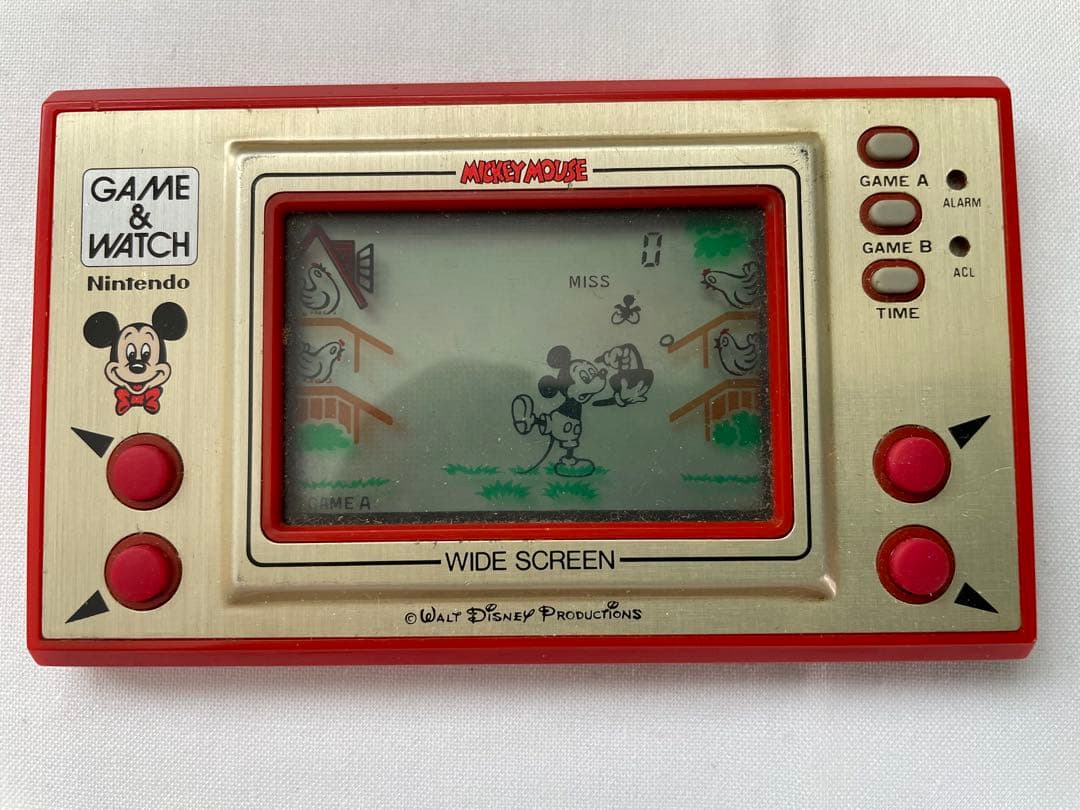 GAME
&
WATCH
Nintendo
MICKEY MOUSE
0
MISS
GAME A
GAME A
ALARM
GAME B
ACL
TIME
WIDE SCREEN
© WALT DISNEY PRODUCTIONS